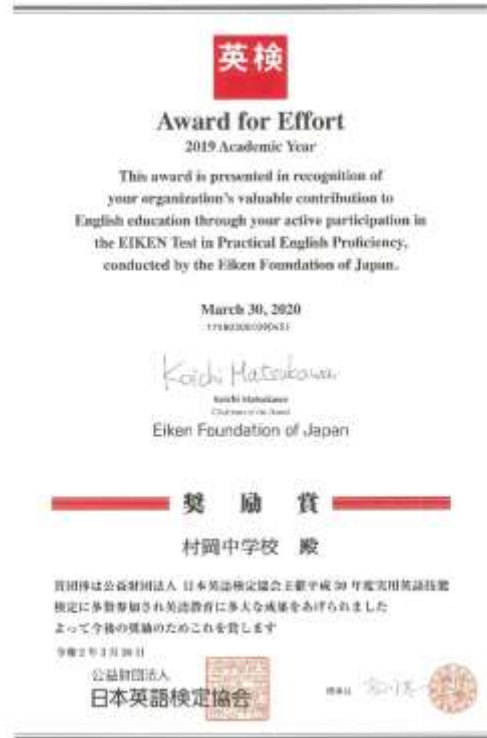 英検
Award for Effort
2019 Academic Year
This award is presented in recognition of
your organization's valuable contribution to
English education through your active participation in
the EIKEN Test in Practical English Proficiency,
conducted by the Eiken Foundation of Japan.
March 30, 2020
Koichi Matsukawa
Koichi Matsukawa
Chairman of the Board
Eiken Foundation of Japan
奨励賞
村岡中学校 殿
貴団体は公益財団法人 日本英語検定協会主催平成30年度実用英語技能
検定に多数参加され英語教育に多大な成果をあげられました
よって今後の奨励のためこれを賞します
令和2年3月30日
公益財団法人
日本英語検定協会